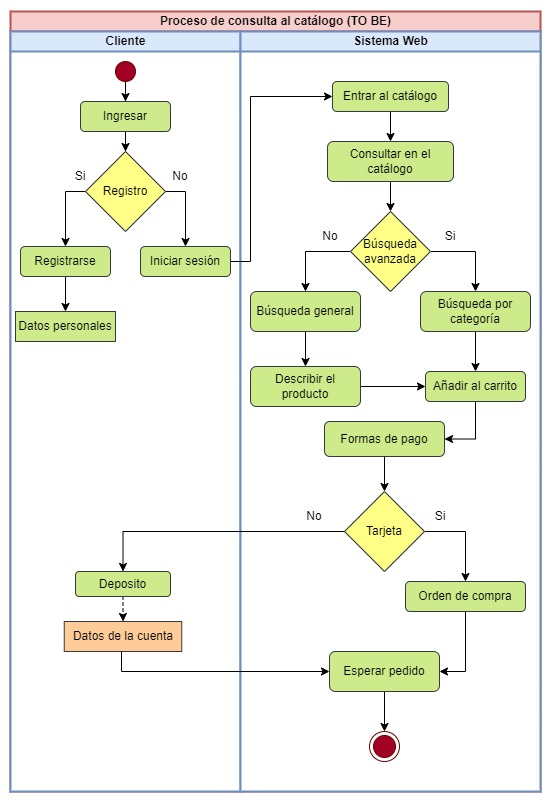 Proceso de consulta al catálogo (TO BE)
Cliente
Sistema Web
Ingresar
Entrar al catálogo
Consultar en el
catálogo
Si
Registro
No
Registrarse
Iniciar sesión
Datos personales
No
Búsqueda
avanzada
Si
Búsqueda general
Búsqueda por
categoría
Describir el
producto
Añadir al carrito
Formas de pago
No
Tarjeta
Si
Deposito
Orden de compra
Datos de la cuenta
Esperar pedido